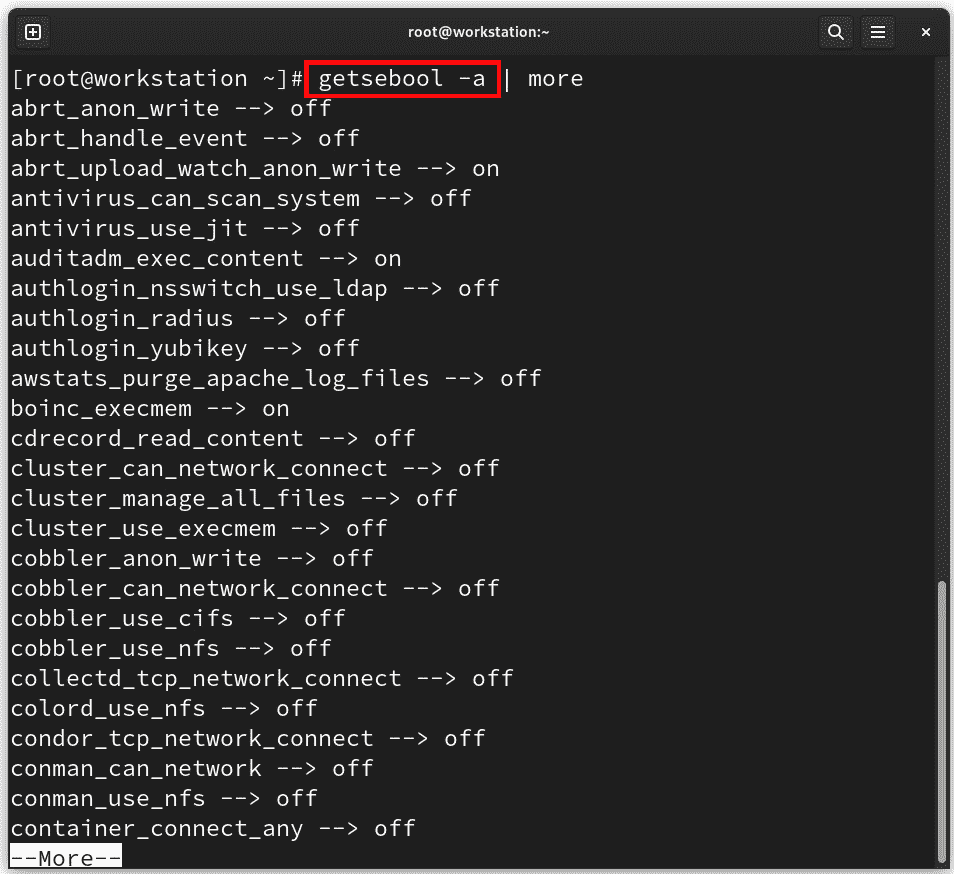 root@workstation:~
[root@workstation ~]# getsebool -a | more
abrt_anon_write --> off
abrt_handle_event --> off
abrt_upload_watch_anon_write --> on
antivirus_can_scan_system --> off
antivirus_use_jit --> off
auditadm_exec_content --> on
authlogin_nsswitch_use_ldap --> off
authlogin_radius --> off
authlogin_yubikey --> off
awstats_purge_apache_log_files --> off
boinc_execmem --> on
cdrecord_read_content --> off
cluster_can_network_connect --> off
cluster_manage_all_files --> off
cluster_use_execmem --> off
cobbler_anon_write --> off
cobbler_can_network_connect --> off
cobbler_use_cifs --> off
cobbler_use_nfs --> off
collectd_tcp_network_connect --> off
colord_use_nfs --> off
condor_tcp_network_connect --> off
conman_can_network --> off
conman_use_nfs --> off
container_connect_any --> off
--More--